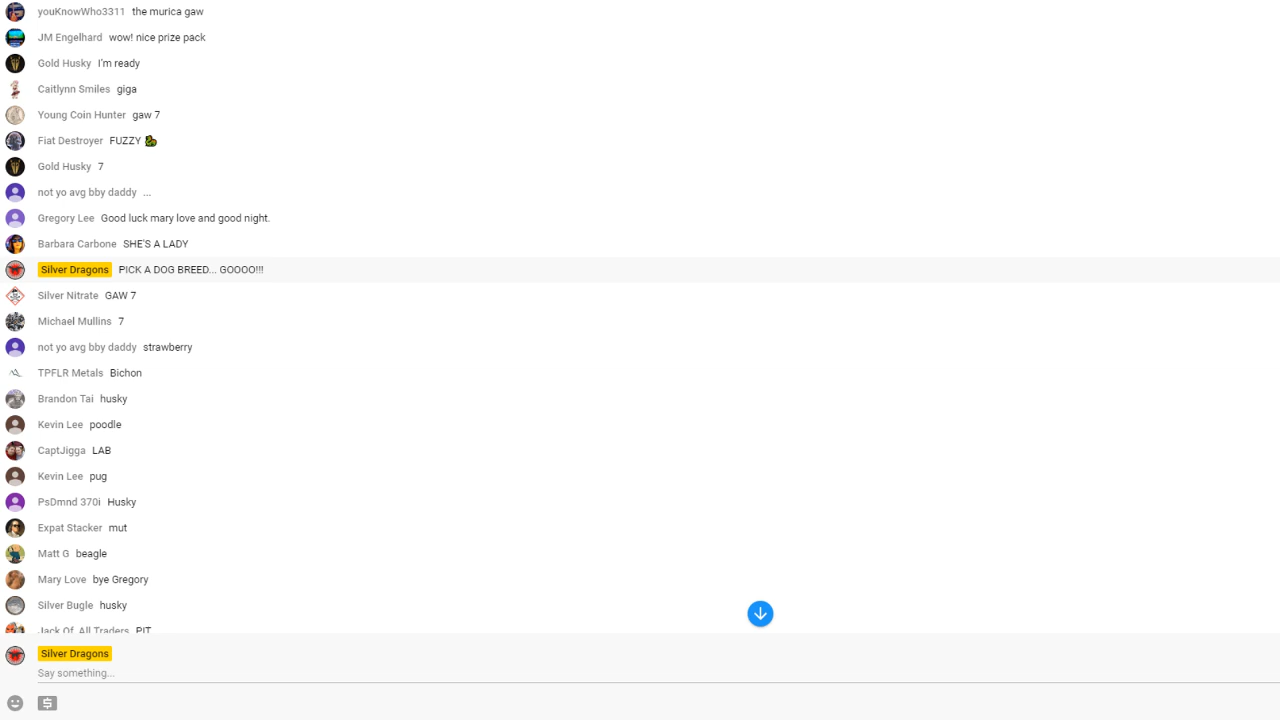 youKnowWho3311 the murica gaw
JM Engelhard wow! nice prize pack
Gold Husky I'm ready
Caitlynn Smiles giga
Young Coin Hunter gaw 7
Fiat Destroyer FUZZY
Gold Husky 7
not yo avg bby daddy ...
Gregory Lee Good luck mary love and good night.
Barbara Carbone SHE'S A LADY
Silver Dragons PICK A DOG BREED... GOOOO!!!
Silver Nitrate GAW 7
Michael Mullins 7
not yo avg bby daddy strawberry
TPFLR Metals Bichon
Brandon Tai husky
Kevin Lee poodle
CaptJigga LAB
Kevin Lee pug
PsDmnd 370i Husky
Expat Stacker mut
Matt G beagle
Mary Love bye Gregory
Silver Bugle husky
Jack Of_All Traders PIT
Silver Dragons
Say something...